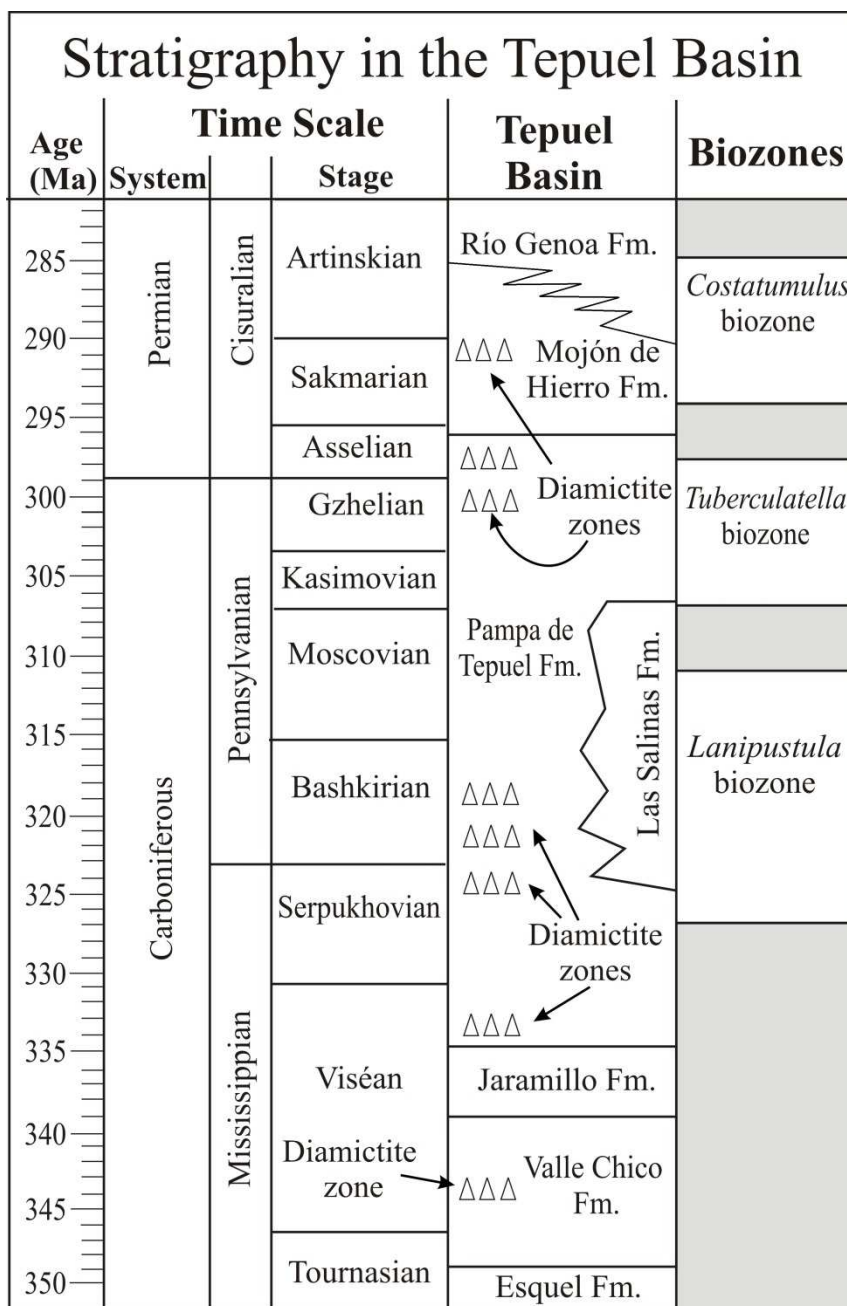 Stratigraphy in the Tepuel Basin
Age
(Ma)
Time Scale
System
Stage
Tepuel
Basin
Biozones
285
290
295
300
305
310
315
320
325
330
335
340
345
350
Permian
Carboniferous
Cisuralian
Pennsylvanian
Mississippian
Artinskian
Sakmarian
Asselian
Gzhelian
Kasimovian
Moscovian
Bashkirian
Serpukhovian
Viséan
Diamictite
zone
Tournasian
Río Genoa Fm.
Mojón de
Hierro Fm.
Diamictite
zones
Pampa de
Tepuel Fm.
Las Salinas Fm.
Diamictite
zones
Jaramillo Fm.
Valle Chico
Fm.
Esquel Fm.
Costatumulus
biozone
Tuberculatella
biozone
Lanipustula
biozone